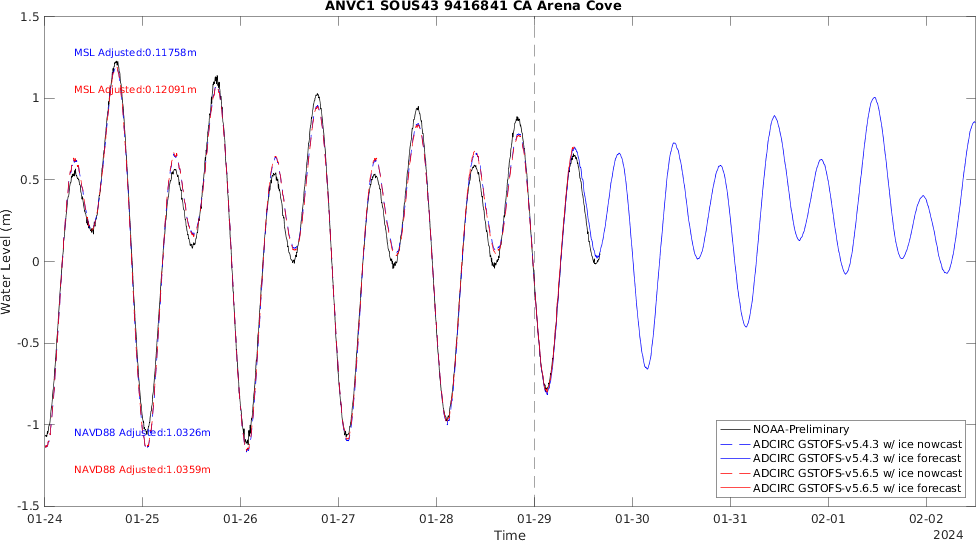 ANVC1 SOUS43 9416841 CA Arena Cove
1.5
MSL Adjusted:0.11758m
1
MSL Adjusted:0.12091m
0.5
Water Level (m)
0
-0.5
-1
NAVD88 Adjusted:1.0326m
NAVD88 Adjusted:1.0359m
-1.5
NOAA-Preliminary
ADCIRC GSTOFS-v5.4.3 w/ ice nowcast
ADCIRC GSTOFS-v5.4.3 w/ ice forecast
ADCIRC GSTOFS-v5.6.5 w/ ice nowcast
ADCIRC GSTOFS-v5.6.5 w/ ice forecast
01-24 01-25 01-26 01-27 01-28 01-29 01-30 01-31 02-01 02-02
Time
2024